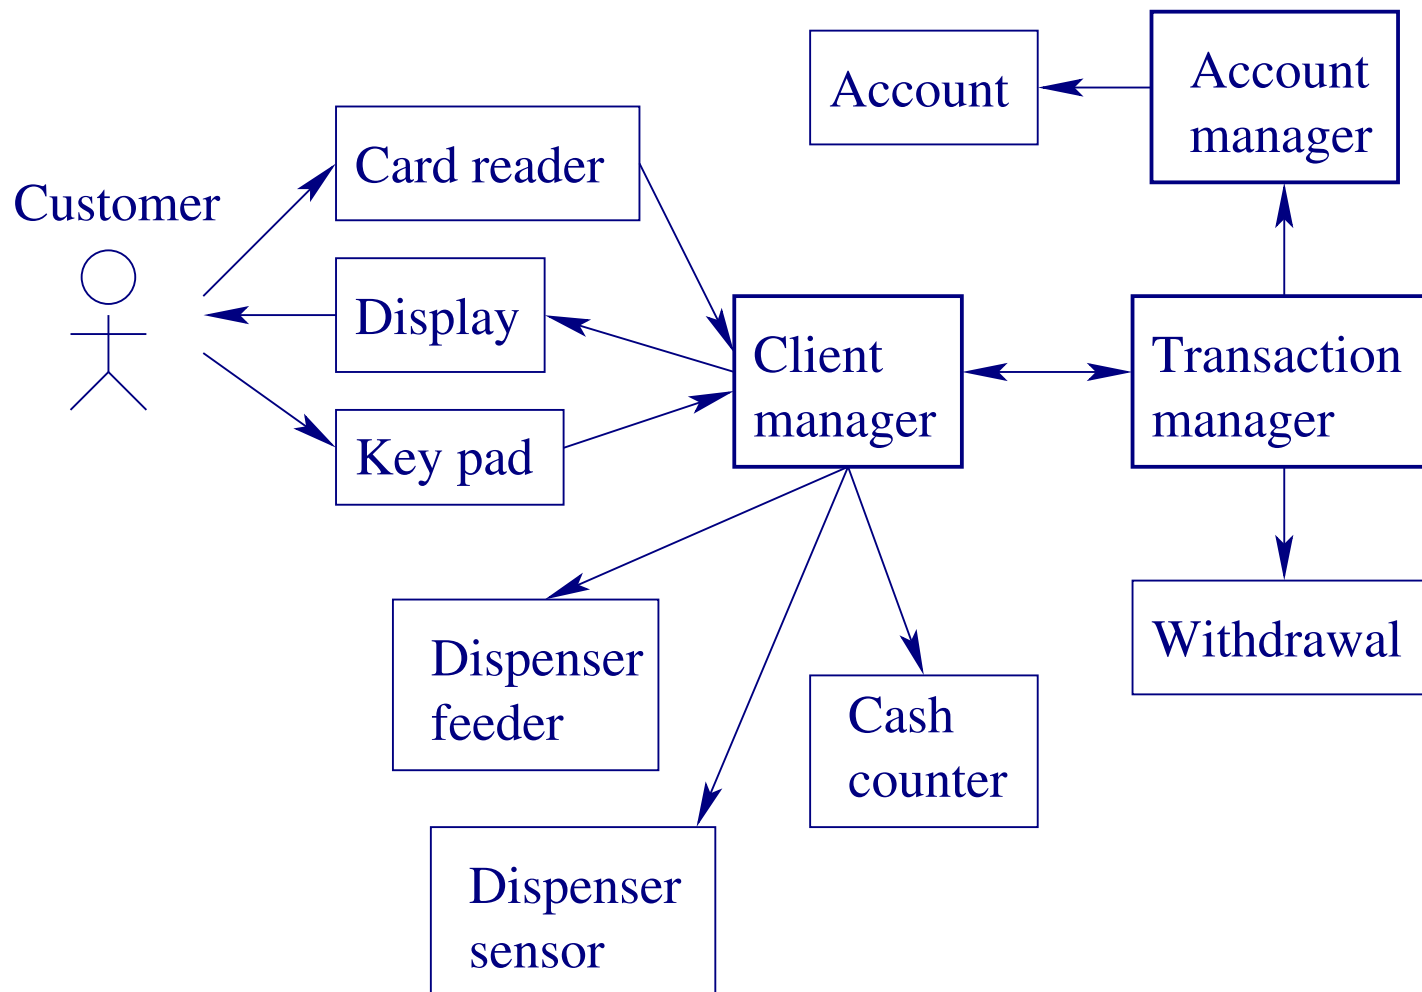 Customer
Card reader
Display
Key pad
Client
manager
Account
Account
manager
Transaction
manager
Withdrawal
Dispenser
feeder
Cash
counter
Dispenser
sensor